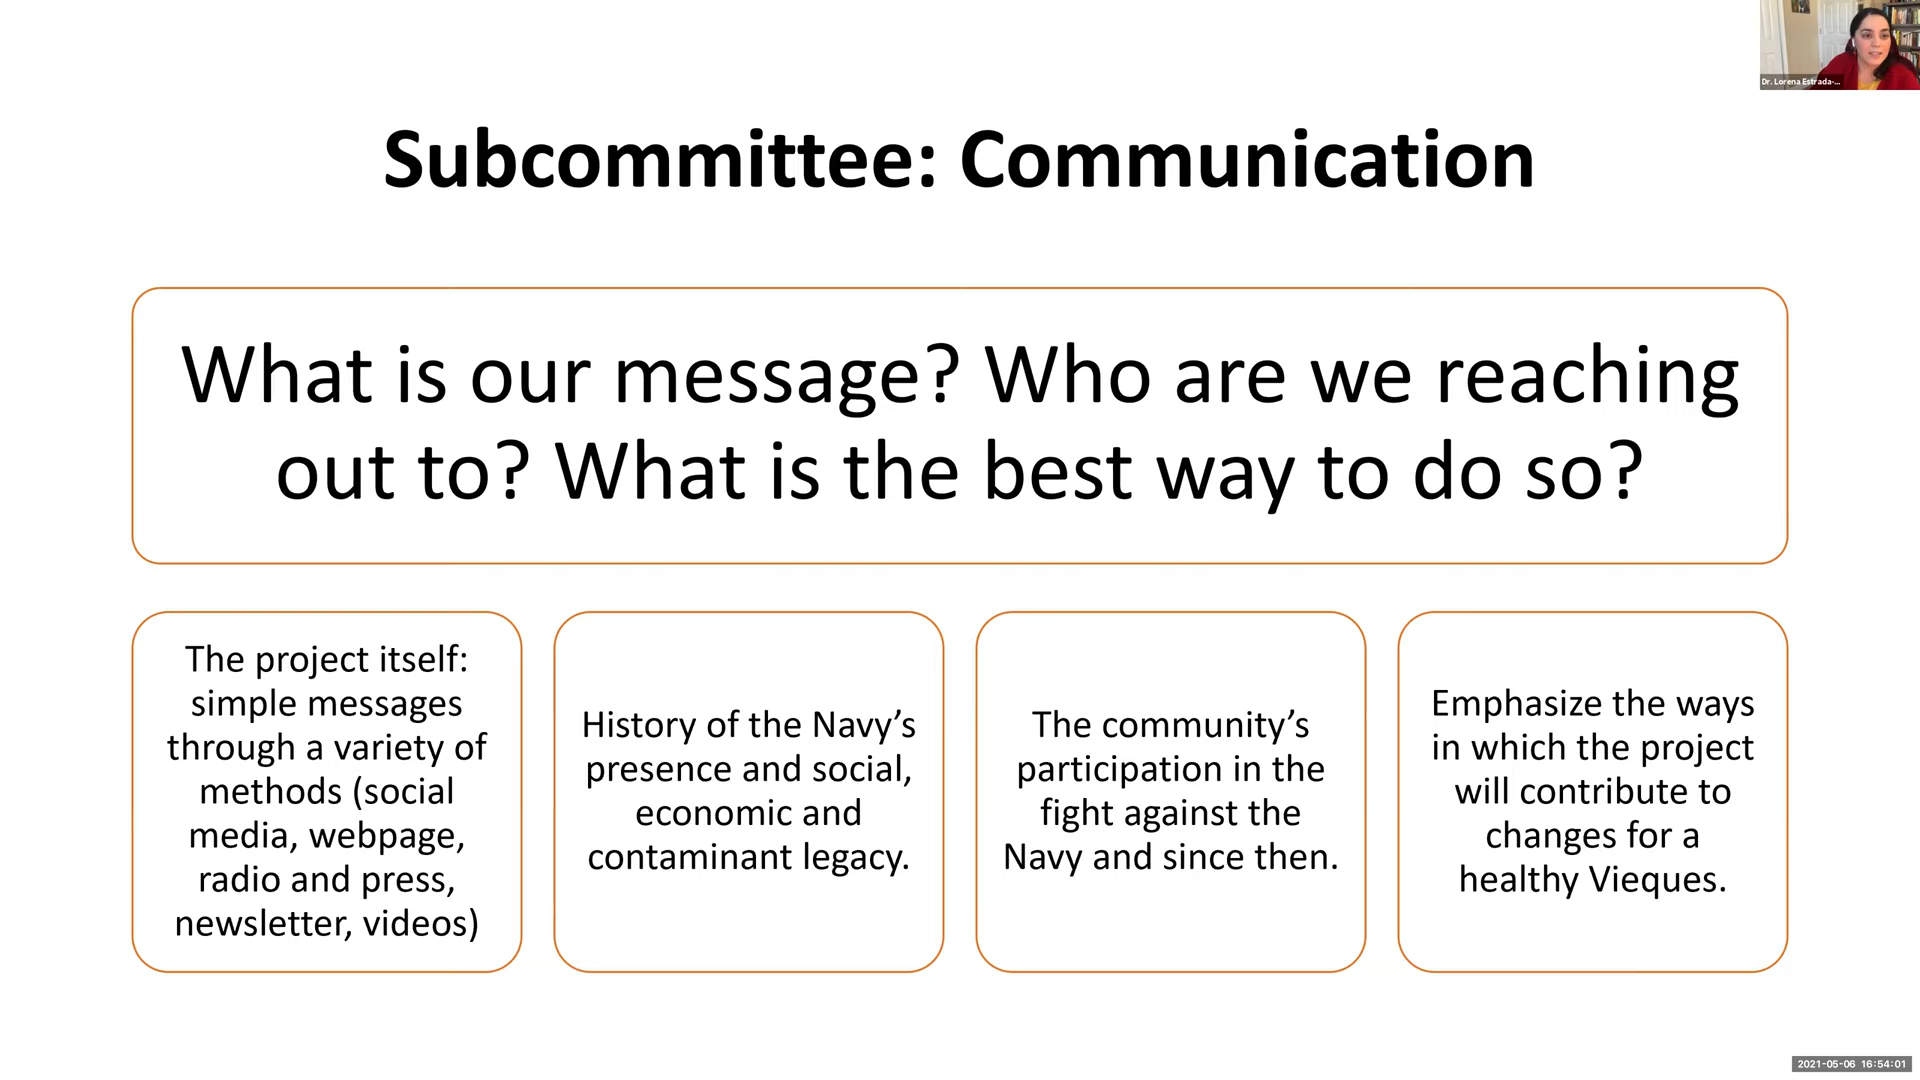 Dr. Lorena Estrada-...
Subcommittee: Communication
What is our message? Who are we reaching
out to? What is the best way to do so?
The project itself:
simple messages
through a variety of
methods (social
media, webpage,
radio and press,
newsletter, videos)
History of the Navy’s
presence and social,
economic and
contaminant legacy.
The community’s
participation in the
fight against the
Navy and since then.
Emphasize the ways
in which the project
will contribute to
changes for a
healthy Vieques.
2021-05-06 16:54:01